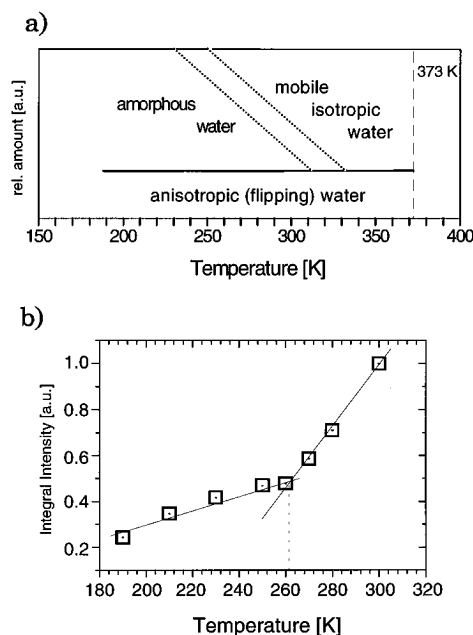 a)
rel. amount [a.u.]
amorphous
water
mobile
isotropic
water
373 K
anisotropic (flipping) water
150 200 250 300 350 400
Temperature [K]
b)
Integral Intensity [a.u.]
1.0
0.8
0.6
0.4
0.2
180 200 220 240 260 280 300 320
Temperature [K]